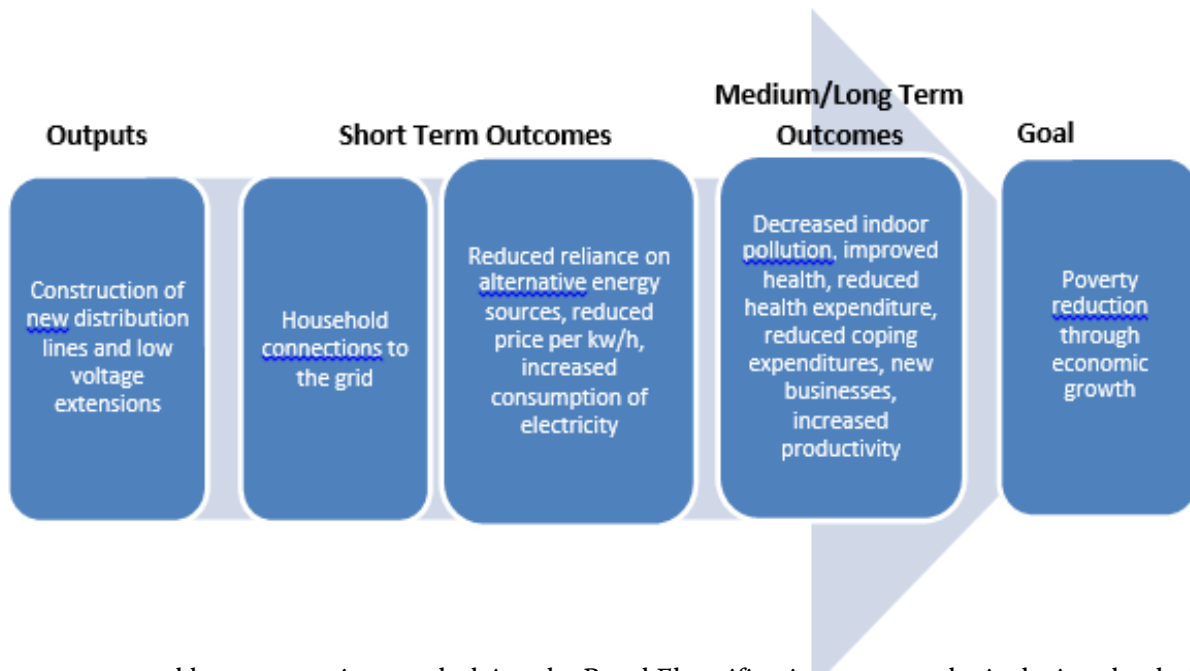 Outputs
Short Term Outcomes
Medium/Long Term
Outcomes
Goal
Construction of
new distribution
lines and low
voltage
extensions
Household
connections to
the grid
Reduced reliance on
alternative energy
sources, reduced
price per kw/h,
increased
consumption of
electricity
Decreased indoor
pollution, improved
health, reduced
health expenditure,
reduced coping
expenditures, new
businesses,
increased
productivity
Poverty
reduction
through
economic
growth
the Rural Electrification